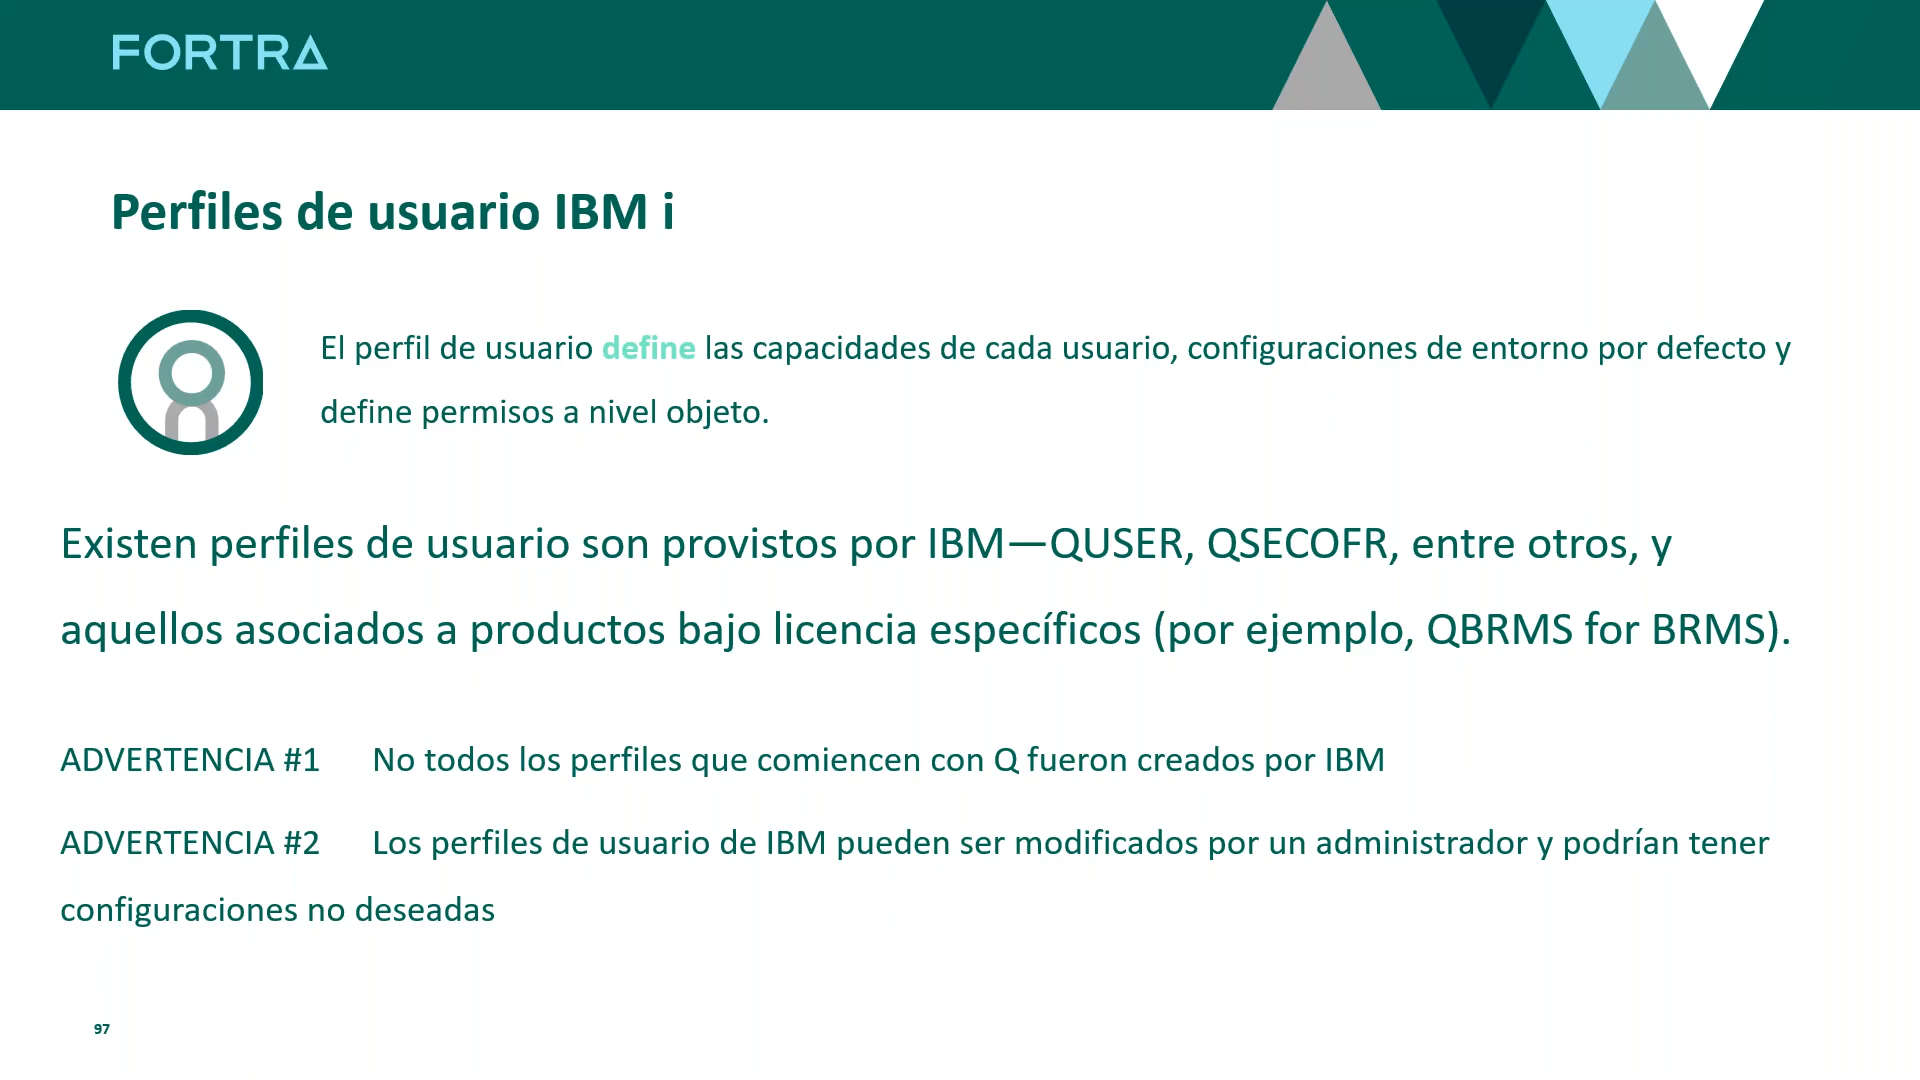 FORTRA
Perfiles de usuario IBM i
El perfil de usuario define las capacidades de cada usuario, configuraciones de entorno por defecto y
define permisos a nivel objeto.
Existen perfiles de usuario son provistos por IBM—QUSER, QSECOFR, entre otros, y
aquellos asociados a productos bajo licencia específicos (por ejemplo, QBRMS for BRMS).
ADVERTENCIA #1 No todos los perfiles que comiencen con Q fueron creados por IBM
ADVERTENCIA #2 Los perfiles de usuario de IBM pueden ser modificados por un administrador y podrían tener
configuraciones no deseadas
97